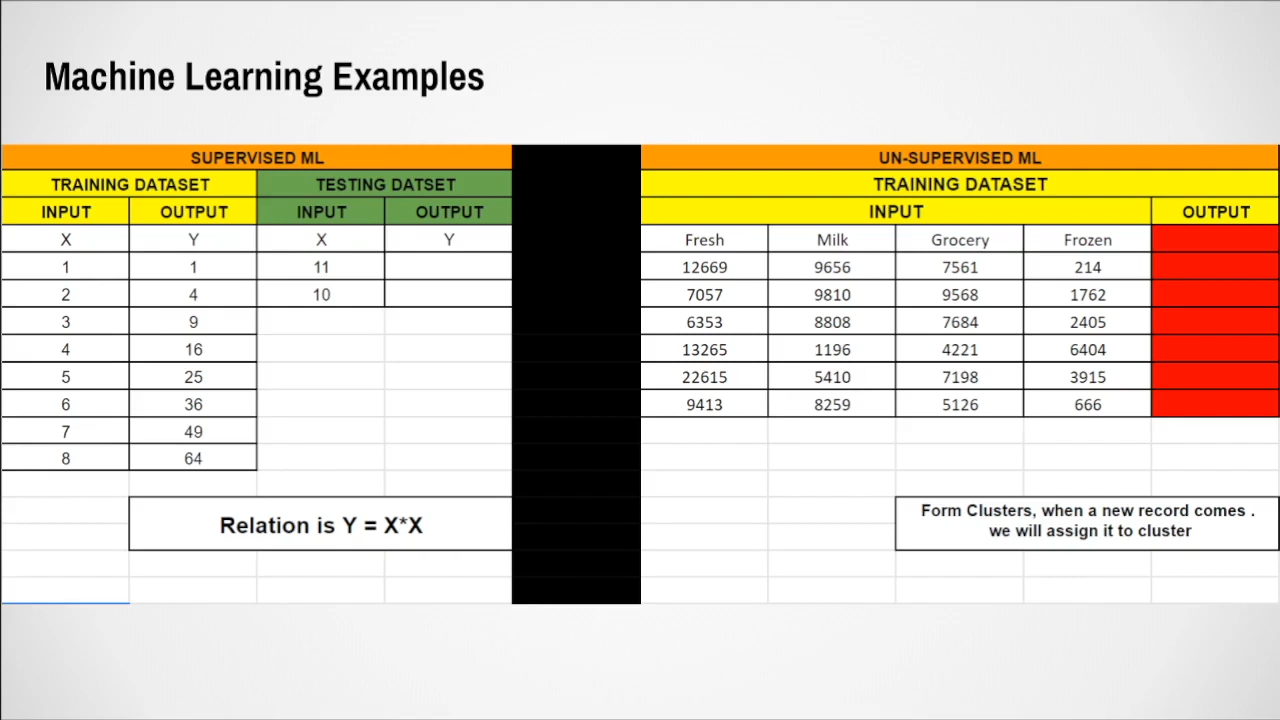 Machine Learning Examples
SUPERVISED ML
TRAINING DATASET TESTING DATSET
INPUT OUTPUT INPUT OUTPUT
X Y X Y
1 1 11
2 4 10
3 9
4 16
5 25
6 36
7 49
8 64
Relation is Y = X*X
UN-SUPERVISED ML
TRAINING DATASET
INPUT OUTPUT
Fresh Milk Grocery Frozen
12669 9656 7561 214
7057 9810 9568 1762
6353 8808 7684 2405
13265 1196 4221 6404
22615 5410 7198 3915
9413 8259 5126 666
Form Clusters, when a new record comes .
we will assign it to cluster